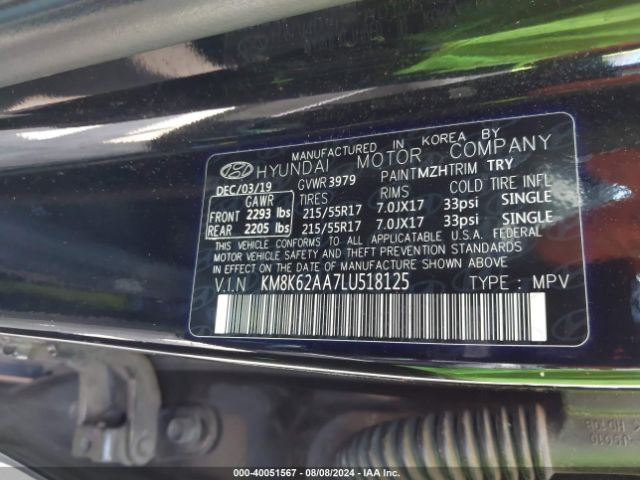 MANUFACTURED IN KOREA BY
HYUNDAI MOTOR COMPANY
DEC/03/19 GVWR 3979 PAINT MZH TRIM TRY
GAWR TIRES RIMS COLD TIRE INFL
FRONT 2293 lbs 215/55R17 7.0JX17 33psi SINGLE
REAR 2205 lbs 215/55R17 7.0JX17 33psi SINGLE
THIS VEHICLE CONFORMS TO ALL APPLICABLE U.S.A. FEDERAL
MOTOR VEHICLE SAFETY AND THEFT PREVENTION STANDARDS
IN EFFECT ON THE DATE OF MANUFACTURE SHOWN ABOVE
V.I.N KM8K62AA7LU518125 TYPE : MPV
000-40051567 - 08/08/2024 - IAA Inc.